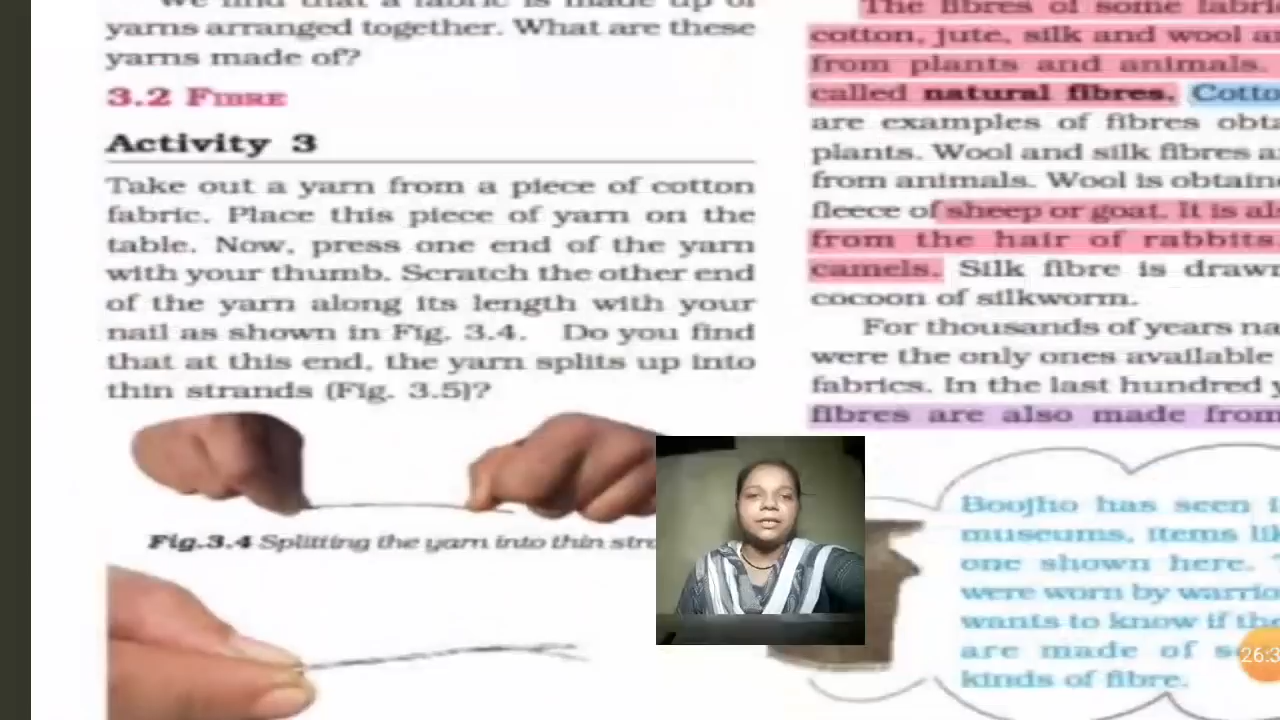 yarns arranged together. What are these
yarns made of?
3.2 FIBRE
Activity 3
Take out a yarn from a piece of cotton
fabric. Place this piece of yarn on the
table. Now, press one end of the yarn
with your thumb. Scratch the other end
of the yarn along its length with your
nail as shown in Fig. 3.4. Do you find
that at this end, the yarn splits up into
thin strands (Fig. 3.5)?
Fig.3.4 Splitting the yarn into thin
The fibres of some
cotton, jute, silk and wool
from plants and animals.
called natural fibres.
are examples of fibres
plants. Wool and silk fibres
from animals. Wool is
fleece of sheep or goat. It is
from the hair of rabbits
camels. Silk fibre is
cocoon of silkworm.
For thousands of years
were the only ones available
fabrics. In the last hundred
fibres are also made from
Boojho has seen
museums, items
one shown here.
were worn by
wants to know if
are made of
kinds of fibre.
26:3